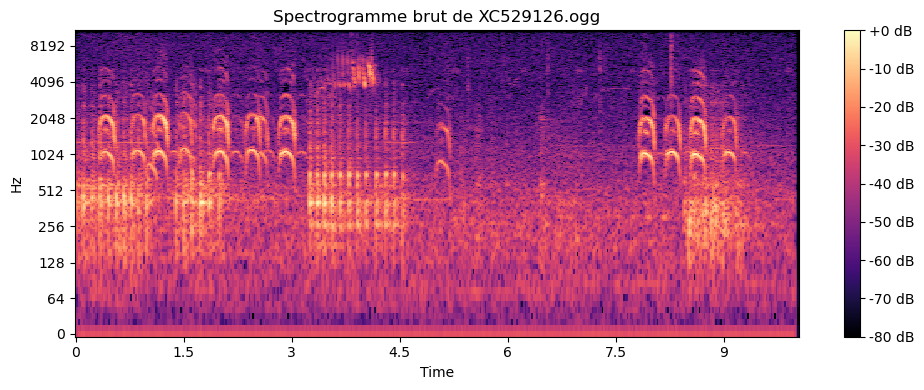 Spectrogramme brut de XC529126.ogg
8192
4096
2048
1024
512
256
128
64
0
Hz
0 1.5 3 4.5 6 7.5 9
Time
+0 dB
-10 dB
-20 dB
-30 dB
-40 dB
-50 dB
-60 dB
-70 dB
-80 dB